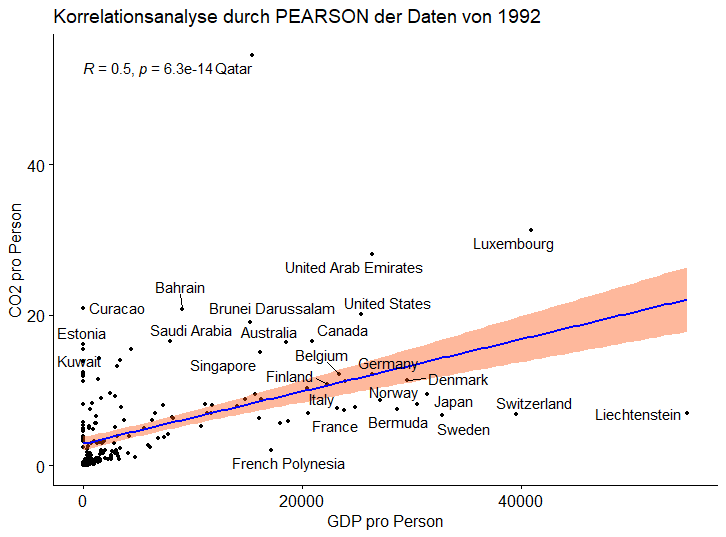 Korrelationsanalyse durch PEARSON der Daten von 1992
R = 0.5, p = 6.3e-14 Qatar
CO2 pro Person
40
20
0
Luxembourg
United Arab Emirates
Bahrain
Curacao
Brunei Darussalam
United States
Estonia
Saudi Arabia
Australia
Canada
Kuwait
Singapore
Belgium
Germany
Finland
Denmark
Italy
Norway
Japan
Switzerland
Liechtenstein
France
Bermuda
Sweden
French Polynesia
0
20000
40000
GDP pro Person